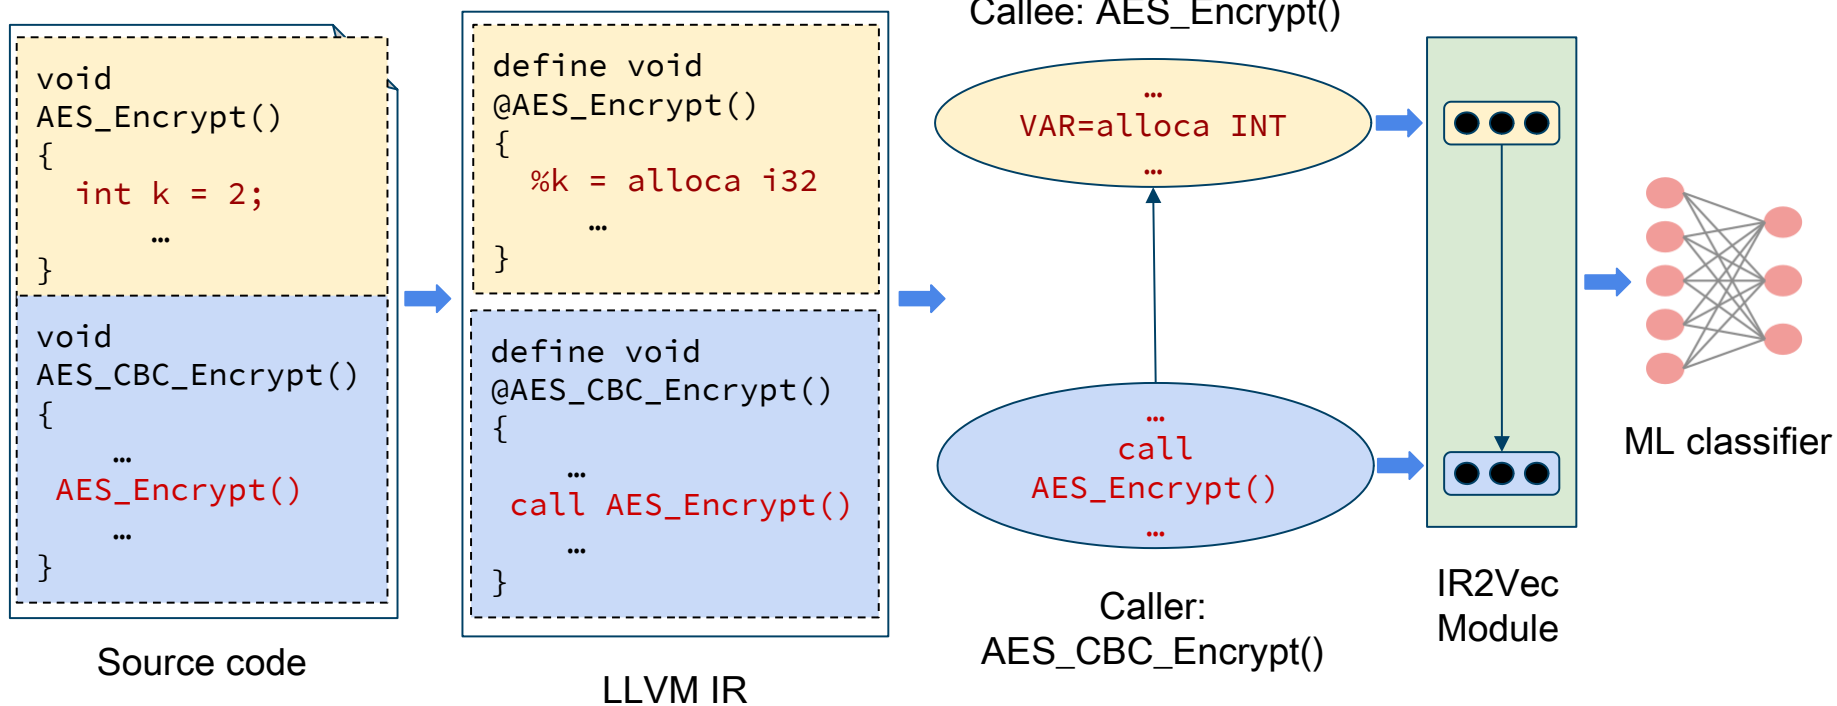 void
AES_Encrypt()
{
int k = 2;
…
}
void
AES_CBC_Encrypt()
{
…
AES_Encrypt()
…
}
Source code
define void
@AES_Encrypt()
{
%k = alloca i32
…
}
define void
@AES_CBC_Encrypt()
{
…
call AES_Encrypt()
…
}
LLVM IR
Callee: AES_Encrypt()
…
VAR=alloca INT
…
…
call
AES_Encrypt()
…
Caller:
AES_CBC_Encrypt()
IR2Vec
Module
ML classifier